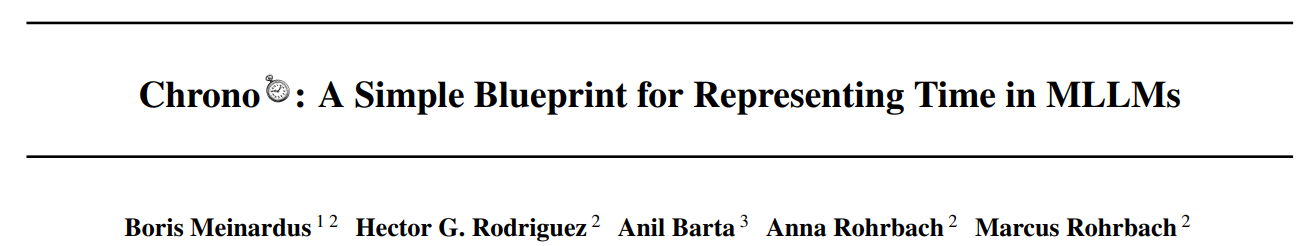 Chrono: A Simple Blueprint for Representing Time in MLLMs
Boris Meinardus 1 2 Hector G. Rodriguez 2 Anil Barta 3 Anna Rohrbach 2 Marcus Rohrbach 2